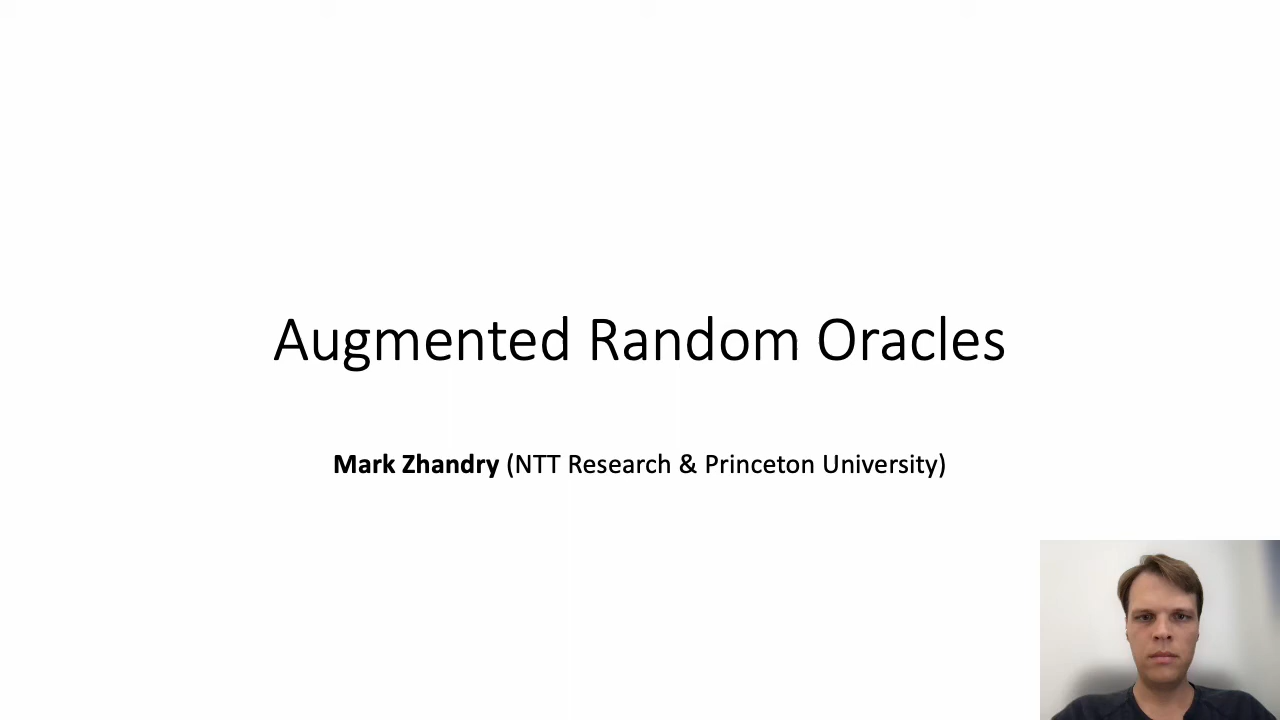 Augmented Random Oracles
Mark Zhandry (NTT Research & Princeton University)